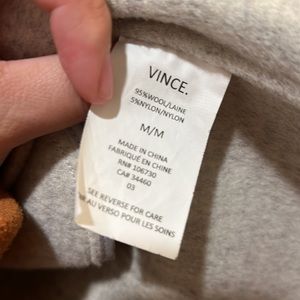 VINCE.
95%WOOL/LAINE
5%NYLON/NYLON
M/M
MADE IN CHINA
FABRIQUÉ EN CHINE
RN# 106730
CA# 34460
03
SEE REVERSE FOR CARE
AU VERSO POUR LES SOINS